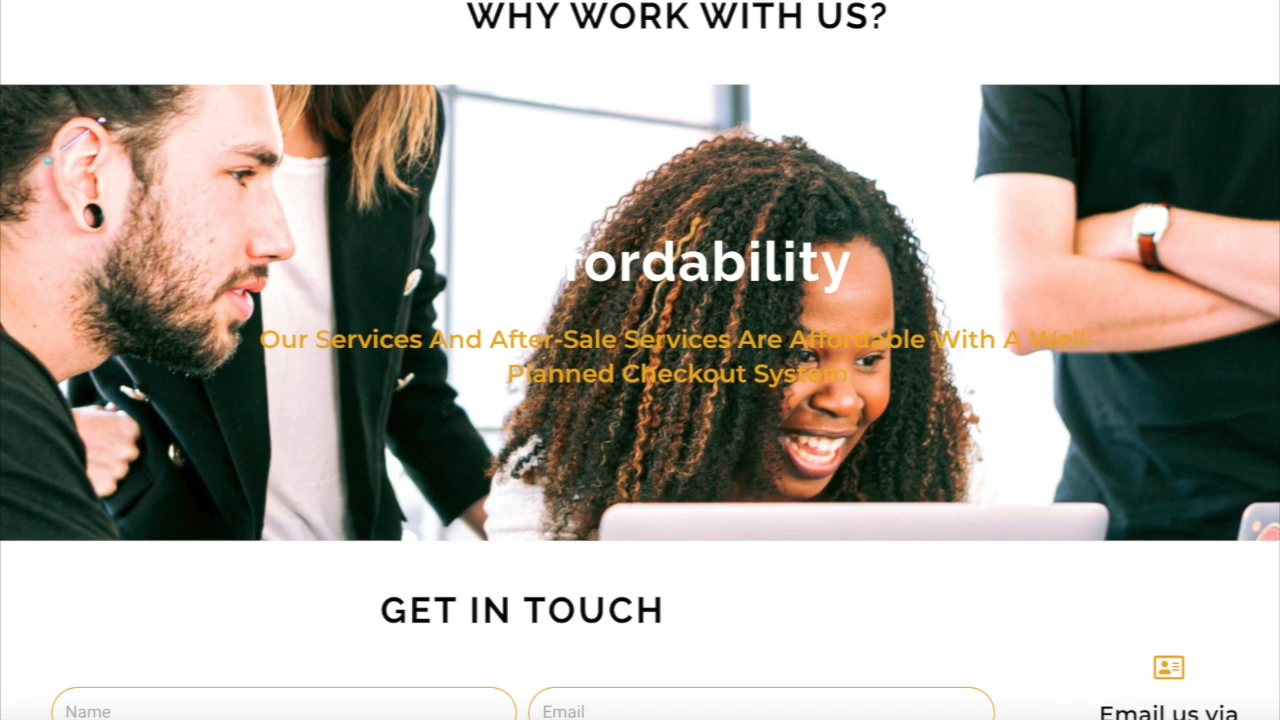 WHY WORK WITH US?
Affordability
Our Services And After-Sale Services Are Affordable With A Well-
Planned Checkout System
GET IN TOUCH
Name
Email
Email us via